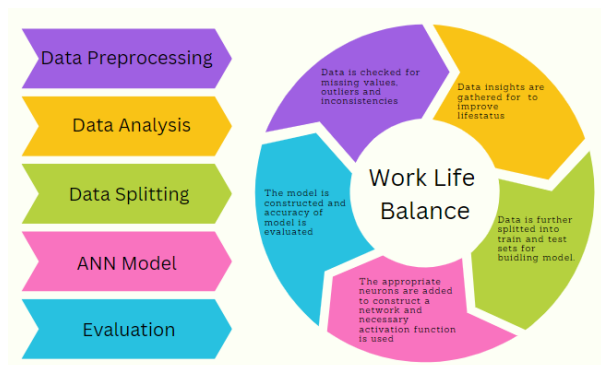 Data Preprocessing
Data Analysis
Data Splitting
ANN Model
Evaluation
Data is checked for
missing values,
outliers and
inconsistencies
Data insights are
gathered for to
improve
lifestatus
Data is further
splitted into
train and test
sets for
buidling model.
The appropriate
neurons are added
to construct a
network and
necessary
activation function
is used
The model is
constructed and
accuracy of
model is
evaluated
Work Life
Balance